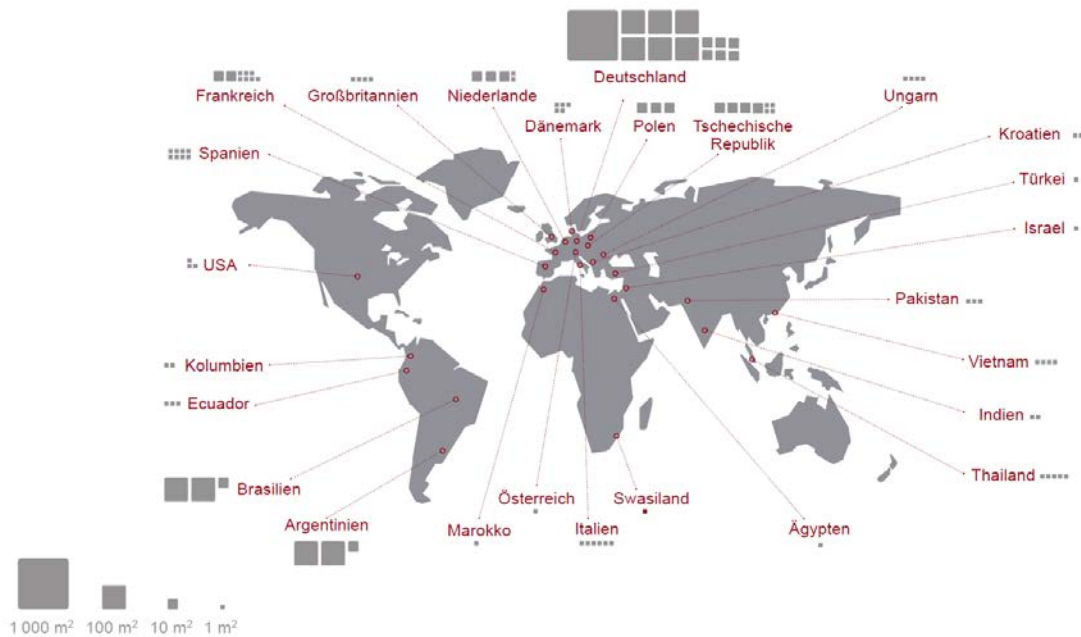 Deutschland
Frankreich
Großbritannien
Niederlande
Ungarn
Dänemark
Polen
Tschechische
Republik
Kroatien
Spanien
Türkei
Israel
USA
Pakistan
Kolumbien
Vietnam
Ecuador
Indien
Thailand
Brasilien
Österreich
Swasiland
Argentinien
Marokko
Italien
Ägypten
1 000 m²
100 m²
10 m²
1 m²